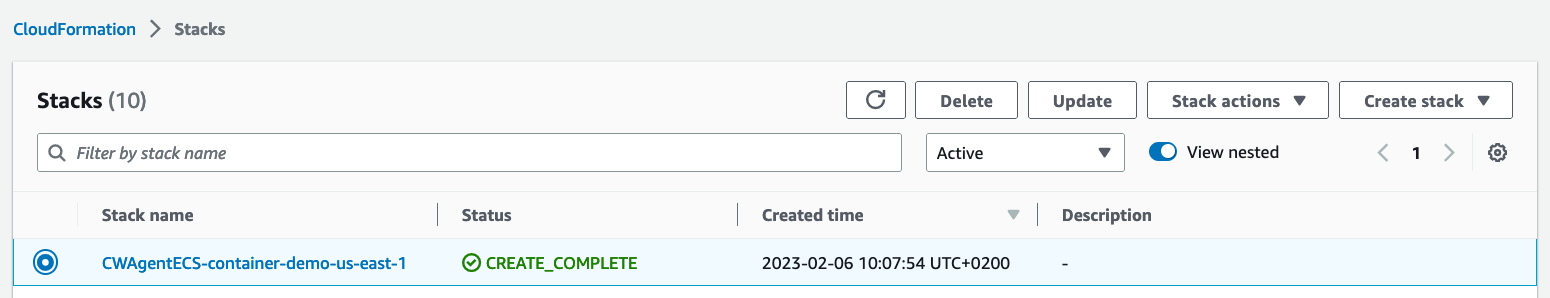 CloudFormation > Stacks
Stacks (10)
Delete
Update
Stack actions
Create stack
Filter by stack name
Active
View nested
1
Stack name Status Created time Description
CWAgentECS-container-demo-us-east-1 CREATE_COMPLETE 2023-02-06 10:07:54 UTC+0200 -